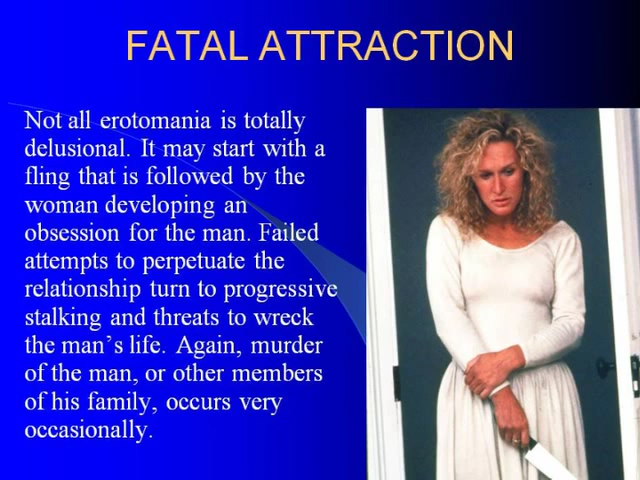 FATAL ATTRACTION
Not all erotomania is totally
delusional. It may start with a
fling that is followed by the
woman developing an
obsession for the man. Failed
attempts to perpetuate the
relationship turn to progressive
stalking and threats to wreck
the man’s life. Again, murder
of the man, or other members
of his family, occurs very
occasionally.